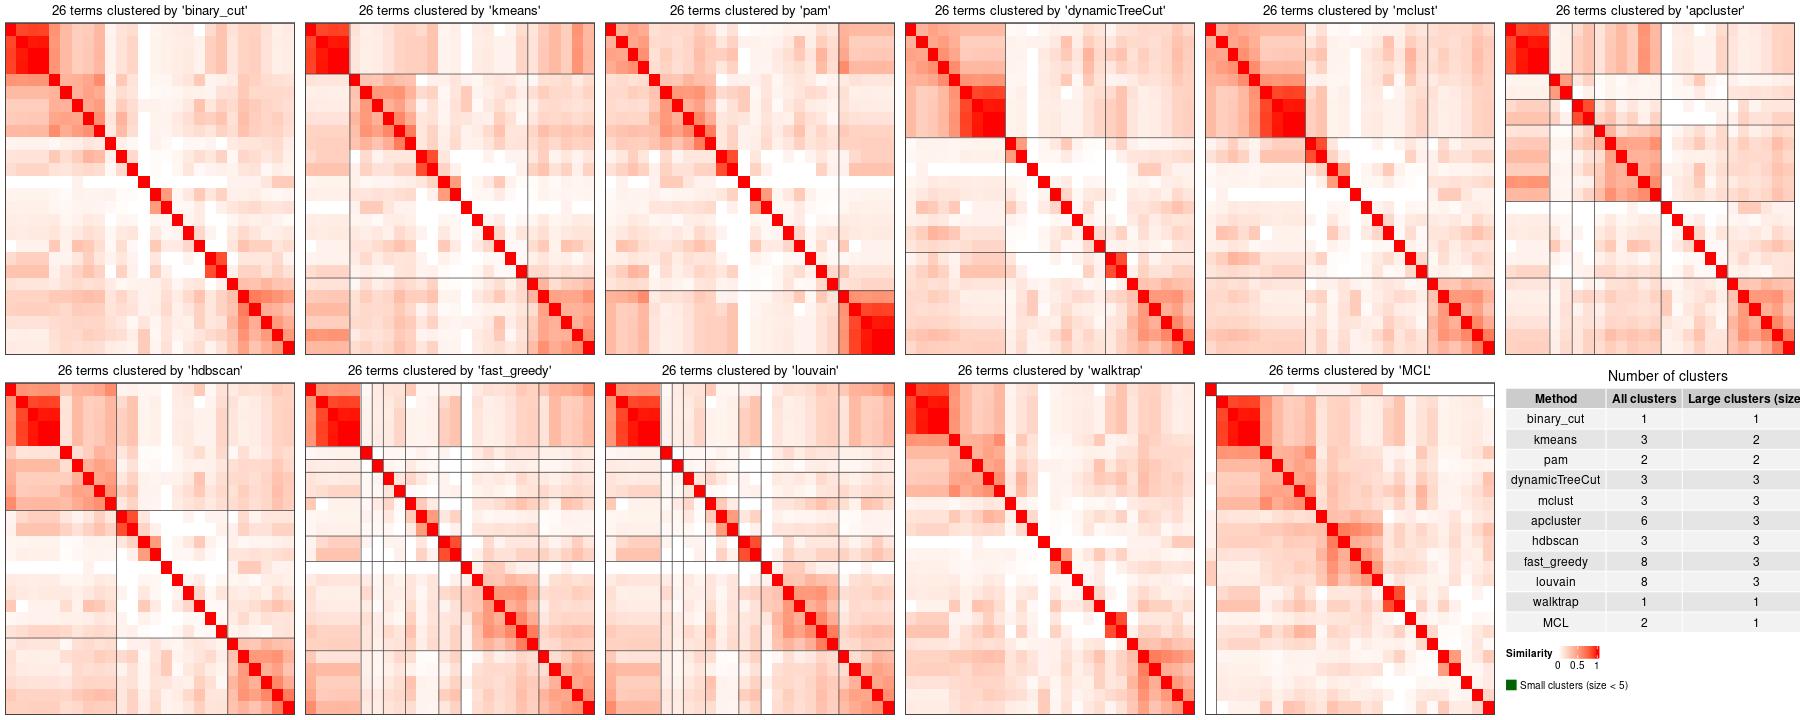 26 terms clustered by 'binary_cut'
26 terms clustered by 'kmeans'
26 terms clustered by 'pam'
26 terms clustered by 'dynamicTreeCut'
26 terms clustered by 'mclust'
26 terms clustered by 'apcluster'
26 terms clustered by 'hdbscan'
26 terms clustered by 'fast_greedy'
26 terms clustered by 'louvain'
26 terms clustered by 'walktrap'
26 terms clustered by 'MCL'
Number of clusters
Method All clusters Large clusters (size
binary_cut 1 1
kmeans 3 2
pam 2 2
dynamicTreeCut 3 3
mclust 3 3
apcluster 6 3
hdbscan 3 3
fast_greedy 8 3
louvain 8 3
walktrap 1 1
MCL 2 1
Similarity
0 0.5 1
Small clusters (size < 5)